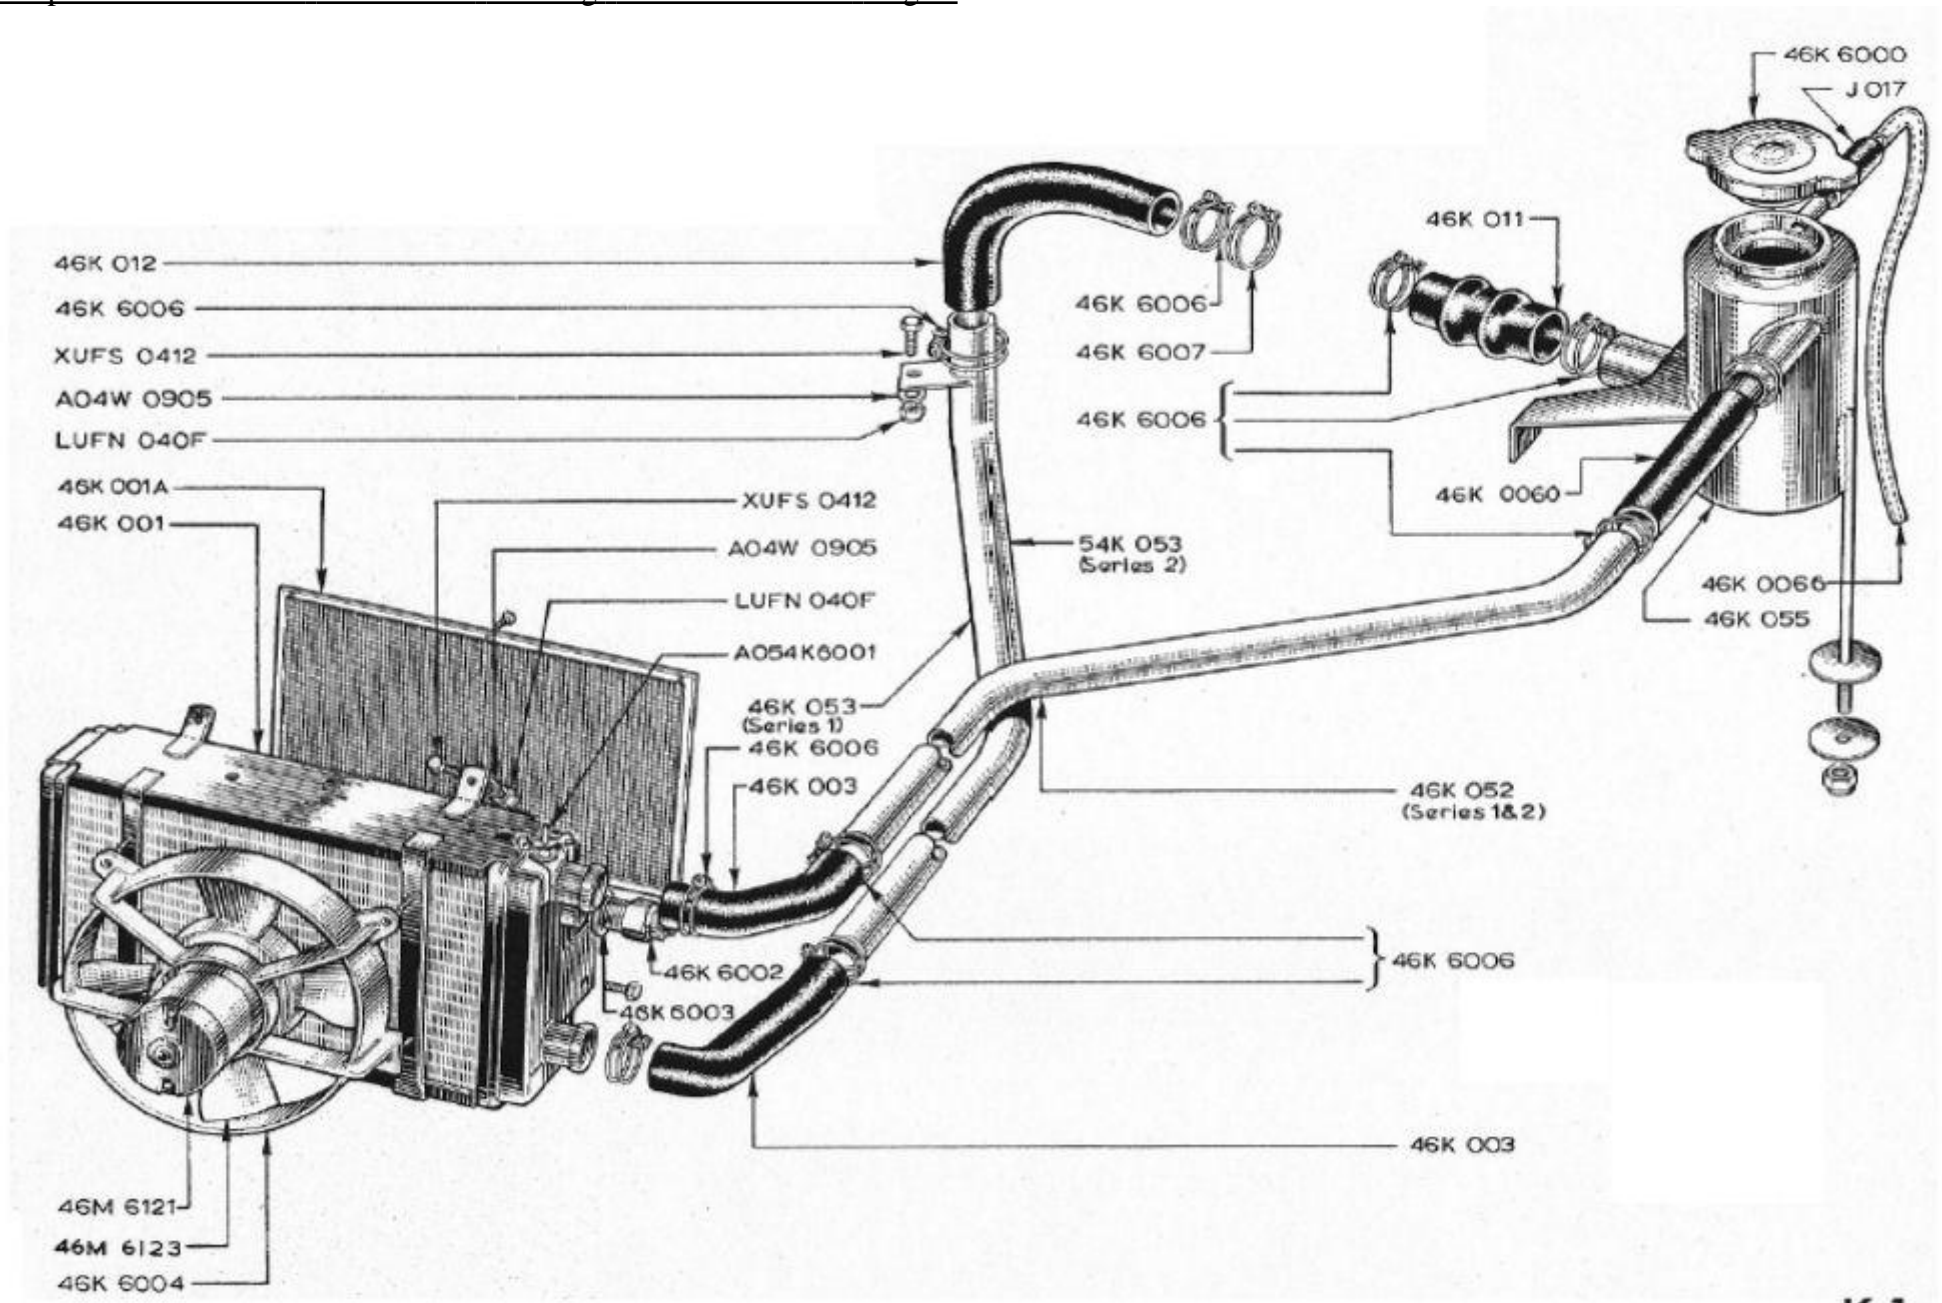 46K 6000
J 017
46K 011
46K 012
46K 6006
XUFS 0412
A04W 0905
LUFN 040F
46K 001A
46K 001
46K 6006
46K 6007
46K 6006
46K 0060
XUFS 0412
A04W 0905
LUFN 040F
A054K6001
54K 053
(Series 2)
46K 0066
46K 055
46K 053
(Series 1)
46K 6006
46K 003
46K 052
(Series 1&2)
46K 6002
46K 6003
46K 6006
46K 003
46M 6121
46M 6123
46K 6004